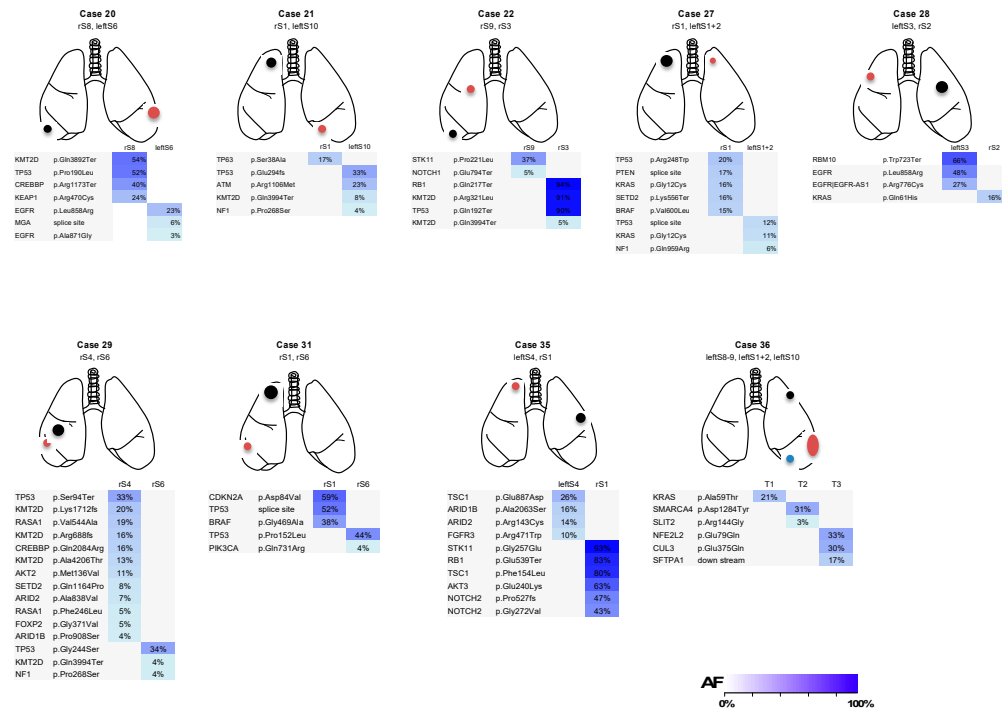 Case 20
rS8, leftS6
rS8 leftS6
KMT2D p.Gln3892Ter 54%
TP53 p.Pro190Leu 52%
CREBBP p.Arg1173Ter 40%
KEAP1 p.Arg470Cys 24%
EGFR p.Leu858Arg 23%
MGA splice site 6%
EGFR p.Ala871Gly 3%
Case 21
rS1, leftS10
rS1 leftS10
TP63 p.Ser38Ala 17%
TP53 p.Glu294fs 33%
ATM p.Arg1106Met 23%
KMT2D p.Gln3994Ter 8%
NF1 p.Pro268Ser 4%
Case 22
rS9, rS3
rS9 rS3
STK11 p.Pro221Leu 37%
NOTCH1 p.Glu794Ter 5%
RB1 p.Gln217Ter
KMT2D p.Arg321Leu
TP53 p.Gln192Ter
KMT2D p.Gln3994Ter 5%
Case 27
rS1, leftS1+2
rS1 leftS1+2
TP53 p.Arg248Trp 20%
PTEN splice site 17%
KRAS p.Gly12Cys 16%
SETD2 p.Lys556Ter 16%
BRAF p.Val600Leu 15%
TP53 splice site 12%
KRAS p.Gly12Cys 11%
NF1 p.Gln959Arg 6%
Case 28
leftS3, rS2
leftS3 rS2
RBM10 p.Trp723Ter 66%
EGFR p.Leu858Arg 48%
EGFR|EGFR-AS1 p.Arg776Cys 27%
KRAS p.Gln61His 16%
Case 29
rS4, rS6
rS4 rS6
TP53 p.Ser94Ter 33%
KMT2D p.Lys1712fs 20%
RASA1 p.Val544Ala 19%
KMT2D p.Arg688fs 16%
CREBBP p.Gln2084Arg 16%
KMT2D p.Ala4206Thr 13%
AKT2 p.Met136Val 11%
SETD2 p.Gln1164Pro 8%
ARID2 p.Ala838Val 7%
RASA1 p.Phe246Leu 5%
FOXP2 p.Gly371Val 5%
ARID1B p.Pro908Ser 4%
TP53 p.Gly244Ser 34%
KMT2D p.Gln3994Ter 4%
NF1 p.Pro268Ser 4%
Case 31
rS1, rS6
rS1 rS6
CDKN2A p.Asp84Val 59%
TP53 splice site 52%
BRAF p.Gly469Ala 38%
TP53 p.Pro152Leu 44%
PIK3CA p.Gln731Arg 4%
Case 35
leftS4, rS1
leftS4 rS1
TSC1 p.Glu887Asp 26%
ARID1B p.Ala2063Ser 16%
ARID2 p.Arg143Cys 14%
FGFR3 p.Arg471Trp 10%
STK11 p.Gly257Glu
RB1 p.Glu539Ter 83%
TSC1 p.Phe154Leu 80%
AKT3 p.Glu240Lys 63%
NOTCH2 p.Pro527fs 47%
NOTCH2 p.Gly272Val 43%
Case 36
leftS8-9, leftS1+2, leftS10
T1 T2 T3
KRAS p.Ala59Thr 21%
SMARCA4 p.Asp1284Tyr 31%
SLIT2 p.Arg144Gly 3%
NFE2L2 p.Glu79Gln 33%
CUL3 p.Glu375Gln 30%
SFTPA1 down stream 17%
AF
0% 100%